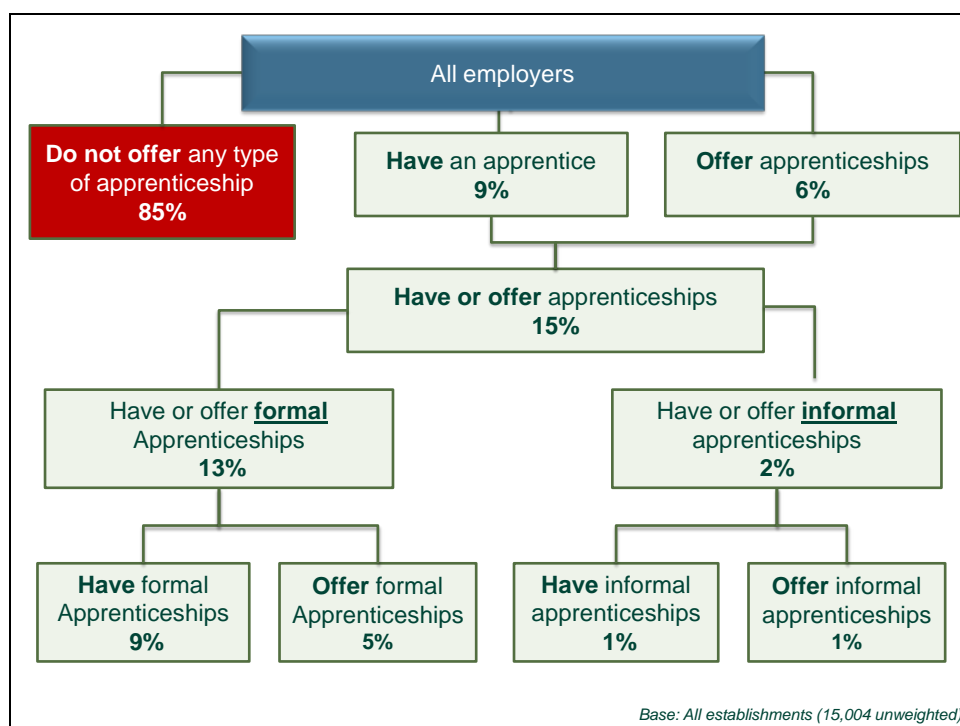 All employers
Do not offer any type
of apprenticeship
85%
Have an apprentice
9%
Offer apprenticeships
6%
Have or offer apprenticeships
15%
Have or offer formal
Apprenticeships
13%
Have or offer informal
apprenticeships
2%
Have formal
Apprenticeships
9%
Offer formal
Apprenticeships
5%
Have informal
apprenticeships
1%
Offer informal
apprenticeships
1%
Base: All establishments (15,004 unweighted)